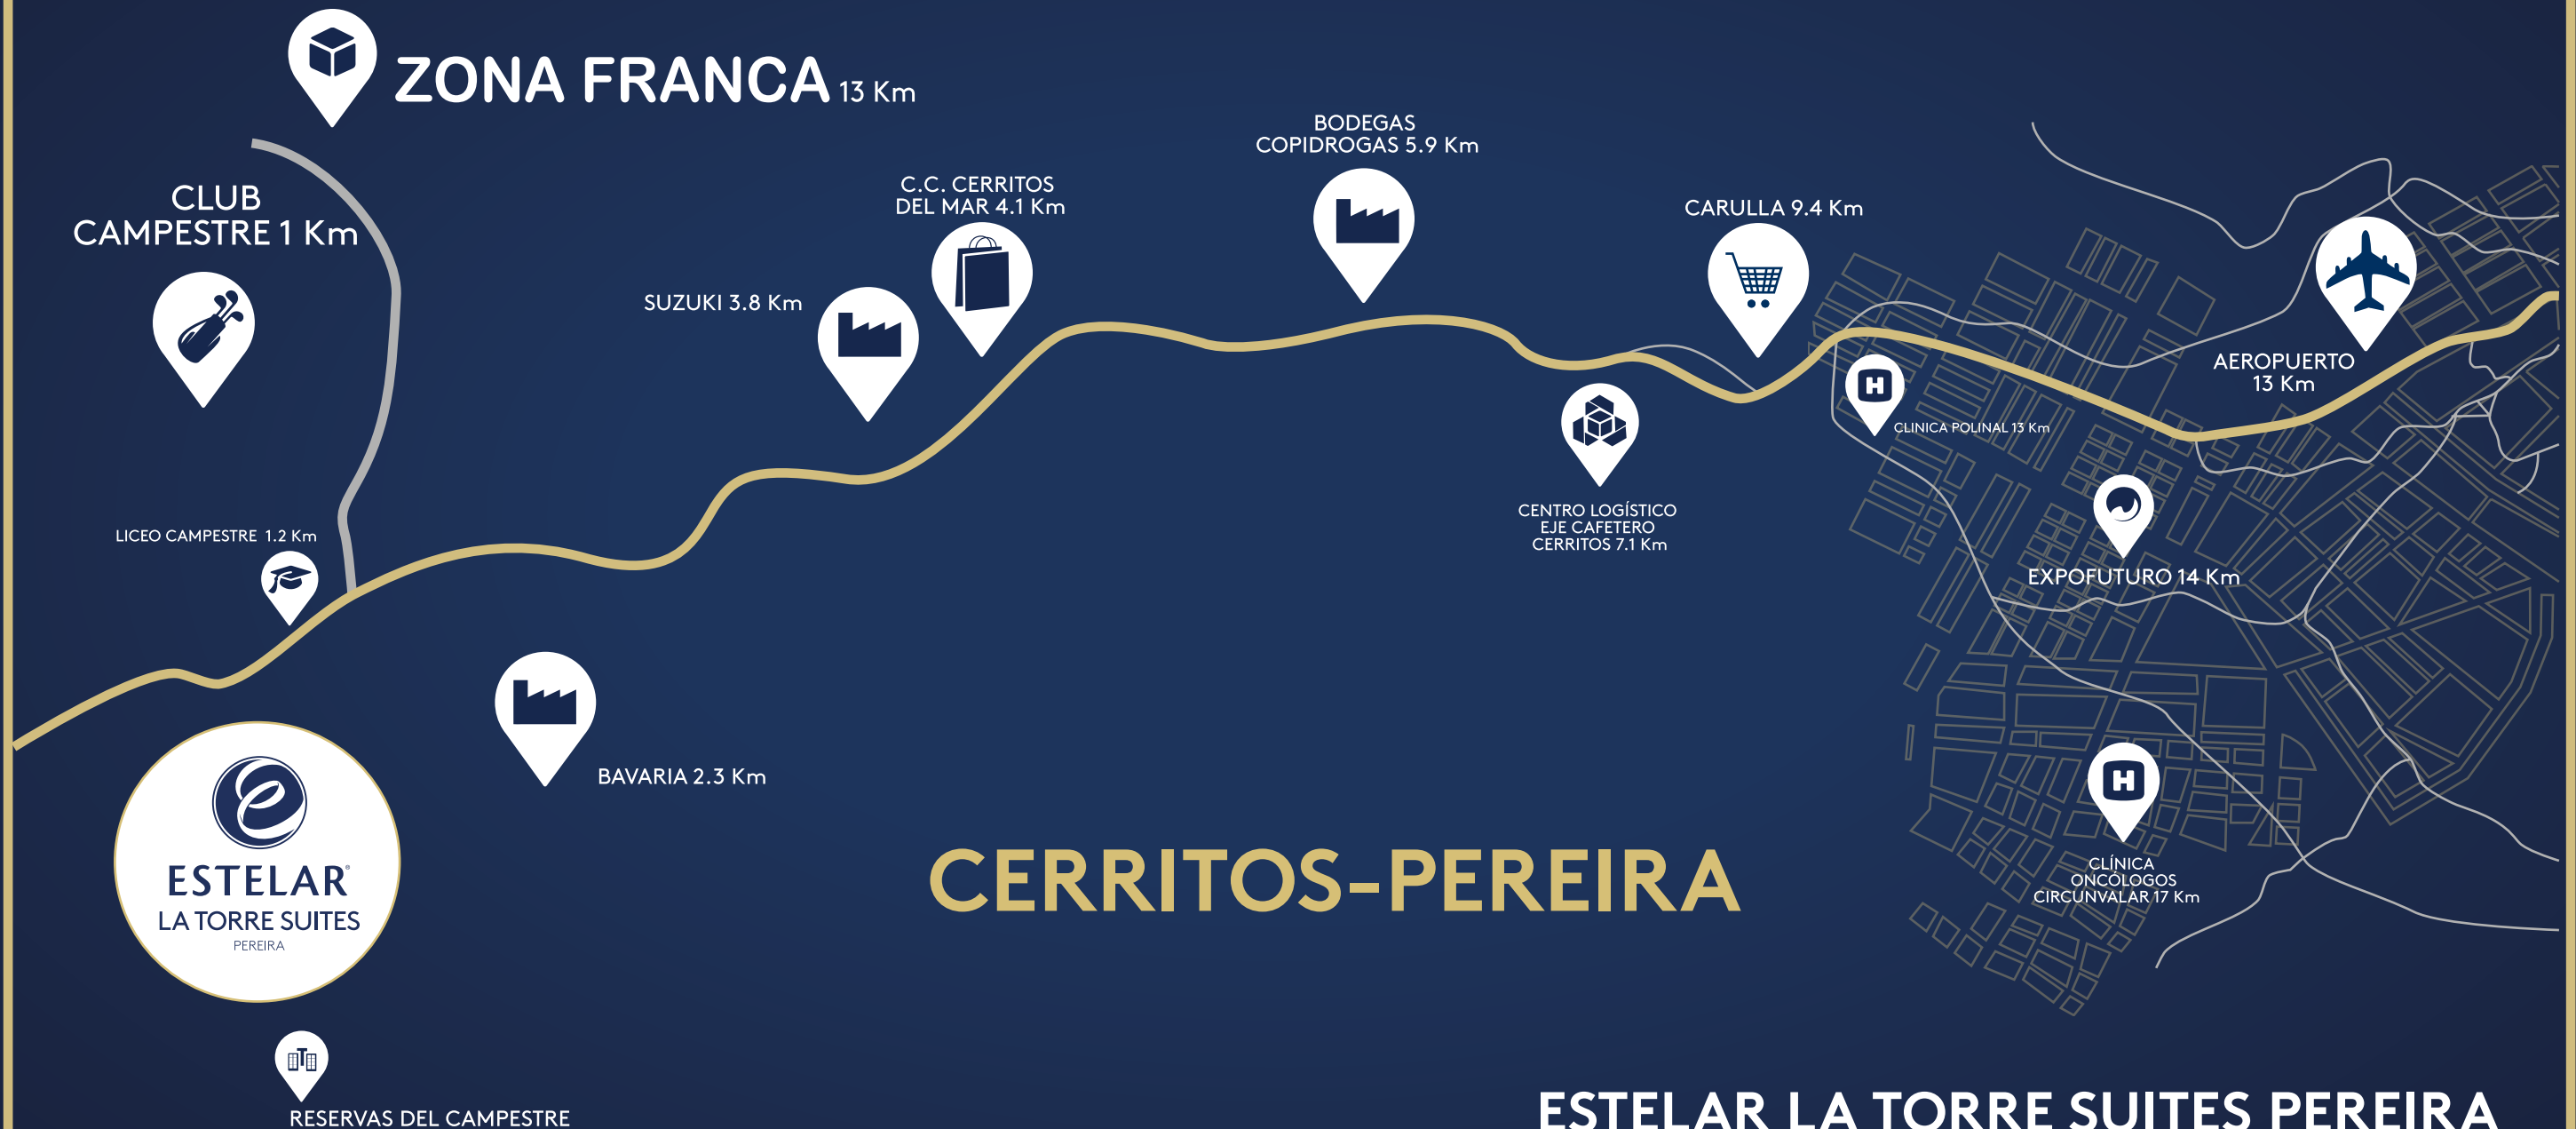 ZONA FRANCA 13 Km
BODEGAS
COPIDROGAS 5.9 Km
C.C. CERRITOS
DEL MAR 4.1 Km
CLUB
CAMPESTRE 1 Km
CARULLA 9.4 Km
SUZUKI 3.8 Km
AEROPUERTO
13 Km
H
CLINICA POLINAL 13 Km
CENTRO LOGÍSTICO
EJE CAFETERO
CERRITOS 7.1 Km
LICEO CAMPESTRE 1.2 Km
EXPOFUTURO 14 Km
BAVARIA 2.3 Km
H
CLÍNICA
ONCÓLOGOS
CIRCUNVALAR 17 Km
ESTELAR®
LA TORRE SUITES
PEREIRA
CERRITOS-PEREIRA
RESERVAS DEL CAMPESTRE
ESTELAR LA TORRE SUITES PEREIRA